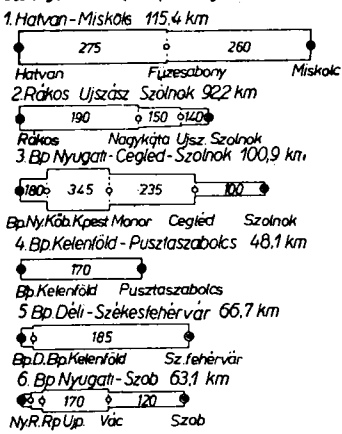 1. Hatvan-Miskolc 115,4 km
275 260
Hatvan Füzesabony Miskolc
2. Rákos Ujszász Szolnok 92,2 km
190 150 140
Rákos Nagykáta Ujsz. Szolnok
3. Bp Nyugati-Cegléd-Szolnok 100,9 km
180 345 235 100
Bp.Ny.Köb.Kpest Monor Cegléd Szolnok
4. Bp.Kelenföld-Pusztaszabolcs 48,1 km
170
Bp.Kelenföld Pusztaszabolcs
5 Bp.Déli-Székesfehérvár 66,7 km
185
Bp.D.Bp.Kelenföld Sz.fehérvár
6. Bp Nyugati-Szob 63,1 km
170 120
Ny.R.Rp Ujp. Vác Szob